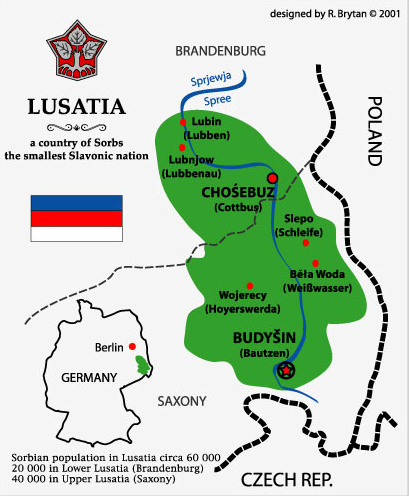 designed by R. Brytan © 2001
BRANDENBURG
Sprjewja
Spree
LUSATIA
a country of Sorbs
the smallest Slavonic nation
POLAND
Lubin
(Lubben)
Lubnjow
(Lubbenau)
CHOŚEBUZ
(Cottbus)
Slepo
(Schleife)
Běła Woda
(Weißwasser)
Wojerecy
(Hoyerswerda)
BUDYŠIN
(Bautzen)
Berlin
GERMANY
SAXONY
Sorbian population in Lusatia circa 60 000
20 000 in Lower Lusatia (Brandenburg)
40 000 in Upper Lusatia (Saxony)
CZECH REP.